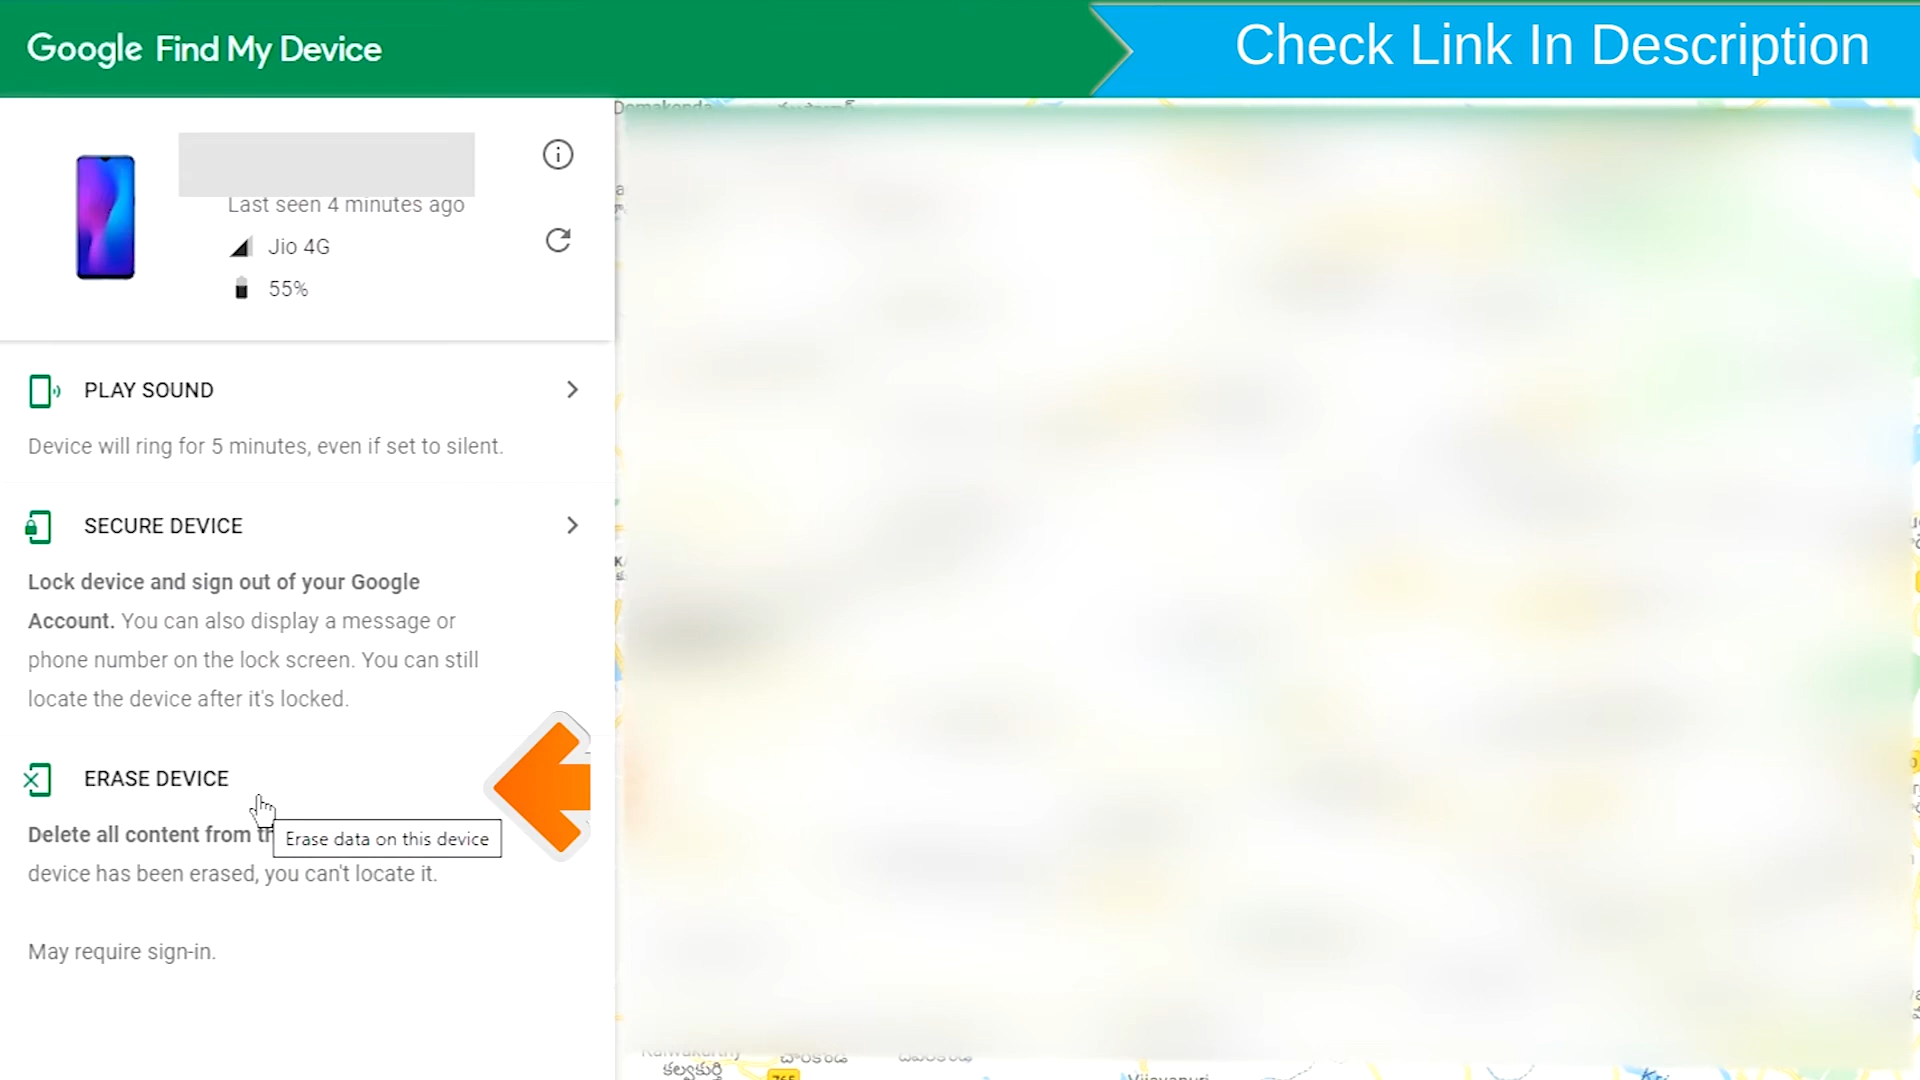 Google Find My Device
Check Link In Description
Last seen 4 minutes ago
Jio 4G
55%
PLAY SOUND
Device will ring for 5 minutes, even if set to silent.
SECURE DEVICE
Lock device and sign out of your Google
Account. You can also display a message or
phone number on the lock screen. You can still
locate the device after it's locked.
ERASE DEVICE
Delete all content from
Erase data on this device
device has been erased, you can't locate it.
May require sign-in.
Domakonda
కల్వకుర్తి
765